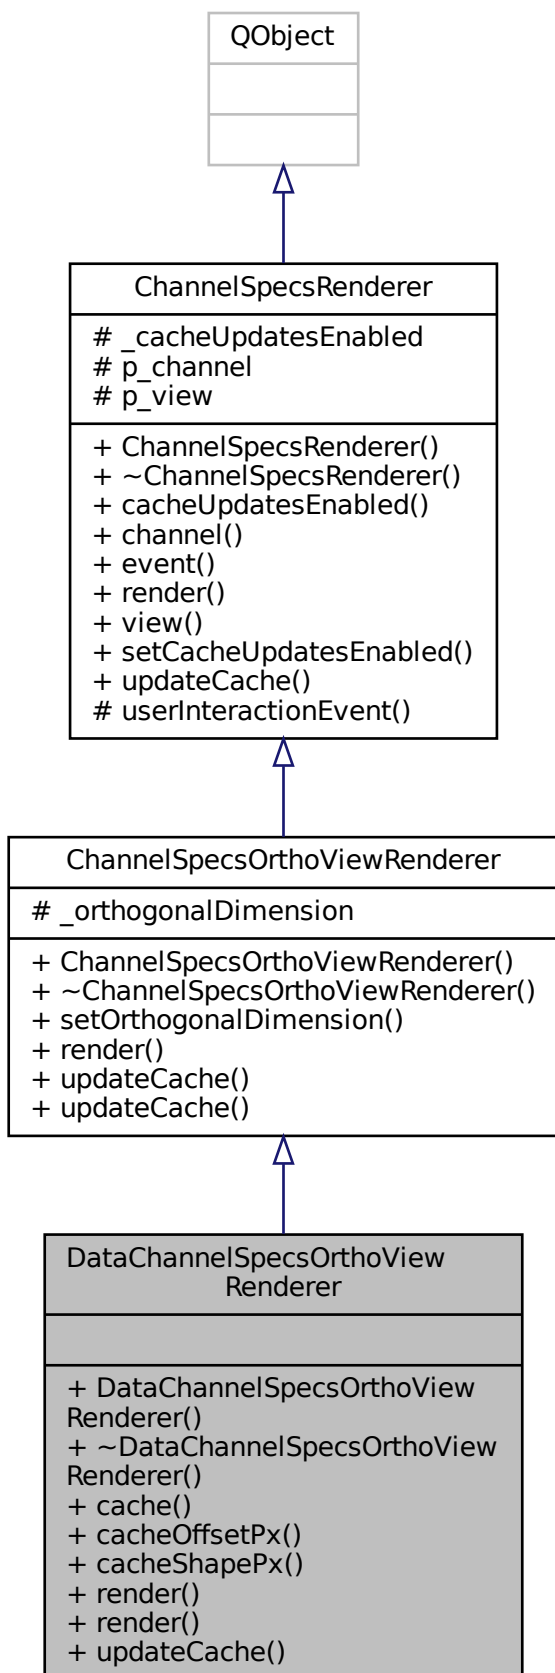 QObject
ChannelSpecsRenderer
# _cacheUpdatesEnabled
# p_channel
# p_view
+ ChannelSpecsRenderer()
+ ~ChannelSpecsRenderer()
+ cacheUpdatesEnabled()
+ channel()
+ event()
+ render()
+ view()
+ setCacheUpdatesEnabled()
+ updateCache()
# userInteractionEvent()
ChannelSpecsOrthoViewRenderer
# _orthogonalDimension
+ ChannelSpecsOrthoViewRenderer()
+ ~ChannelSpecsOrthoViewRenderer()
+ setOrthogonalDimension()
+ render()
+ updateCache()
+ updateCache()
DataChannelSpecsOrthoView
Renderer
+ DataChannelSpecsOrthoView
Renderer()
+ ~DataChannelSpecsOrthoView
Renderer()
+ cache()
+ cacheOffsetPx()
+ cacheShapePx()
+ render()
+ render()
+ updateCache()